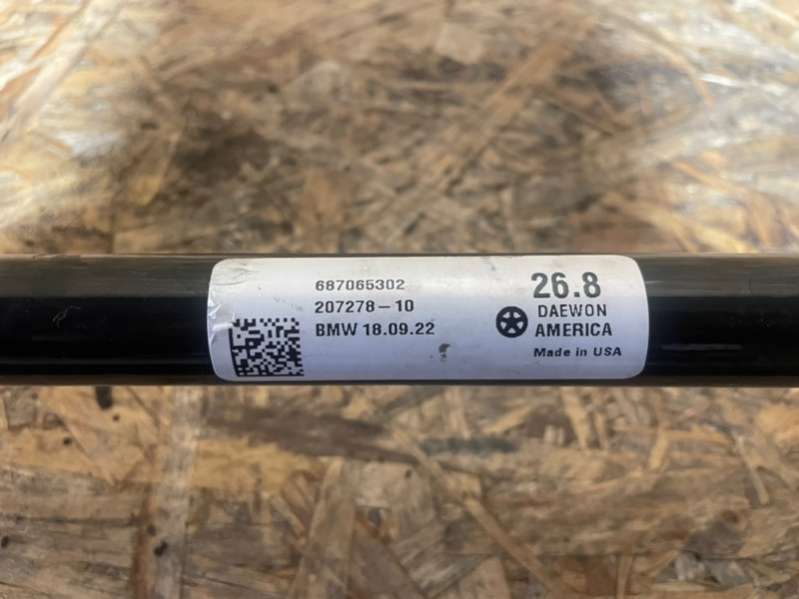 687065302
207278-10
BMW 18.09.22
26.8
DAEWON
AMERICA
Made in USA